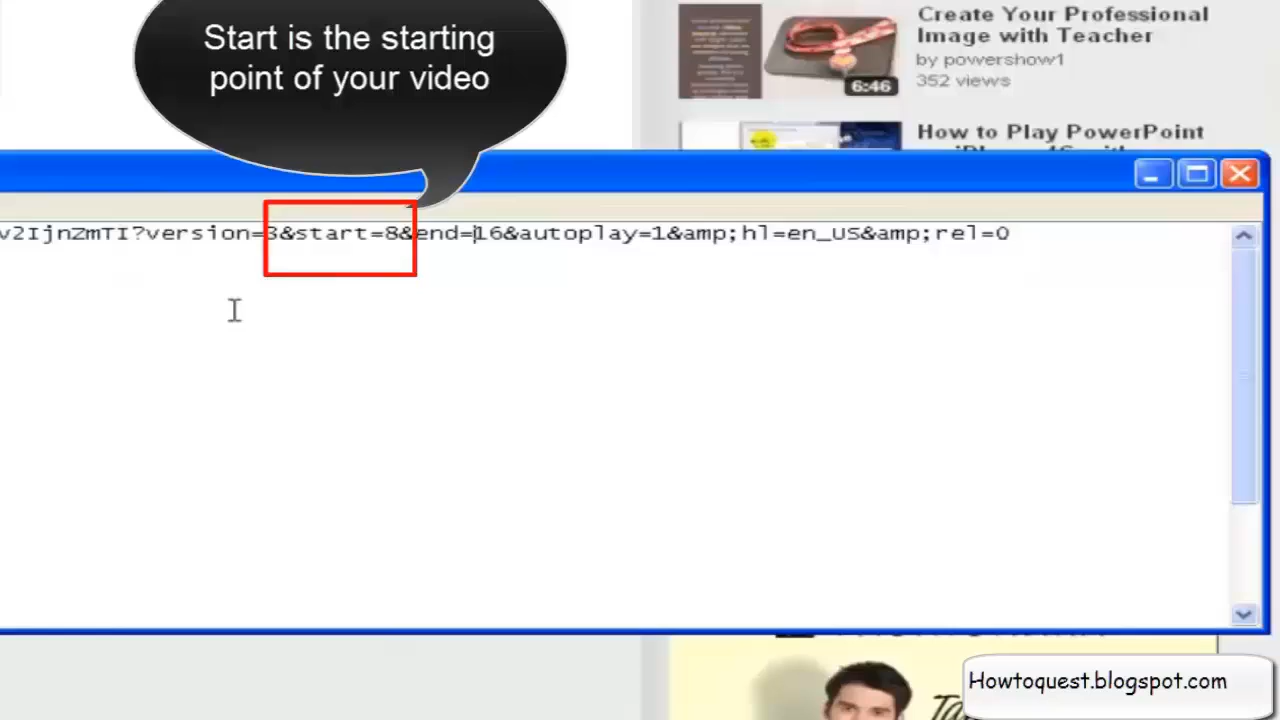 Start is the starting
point of your video
Create Your Professional
Image with Teacher
by powershow1
352 views
6:46
How to Play PowerPoint
v2IjnZmTI?version=3&start=8&end=16&autoplay=1&amp;hl=en_US&amp;rel=0
Howtoquest.blogspot.com